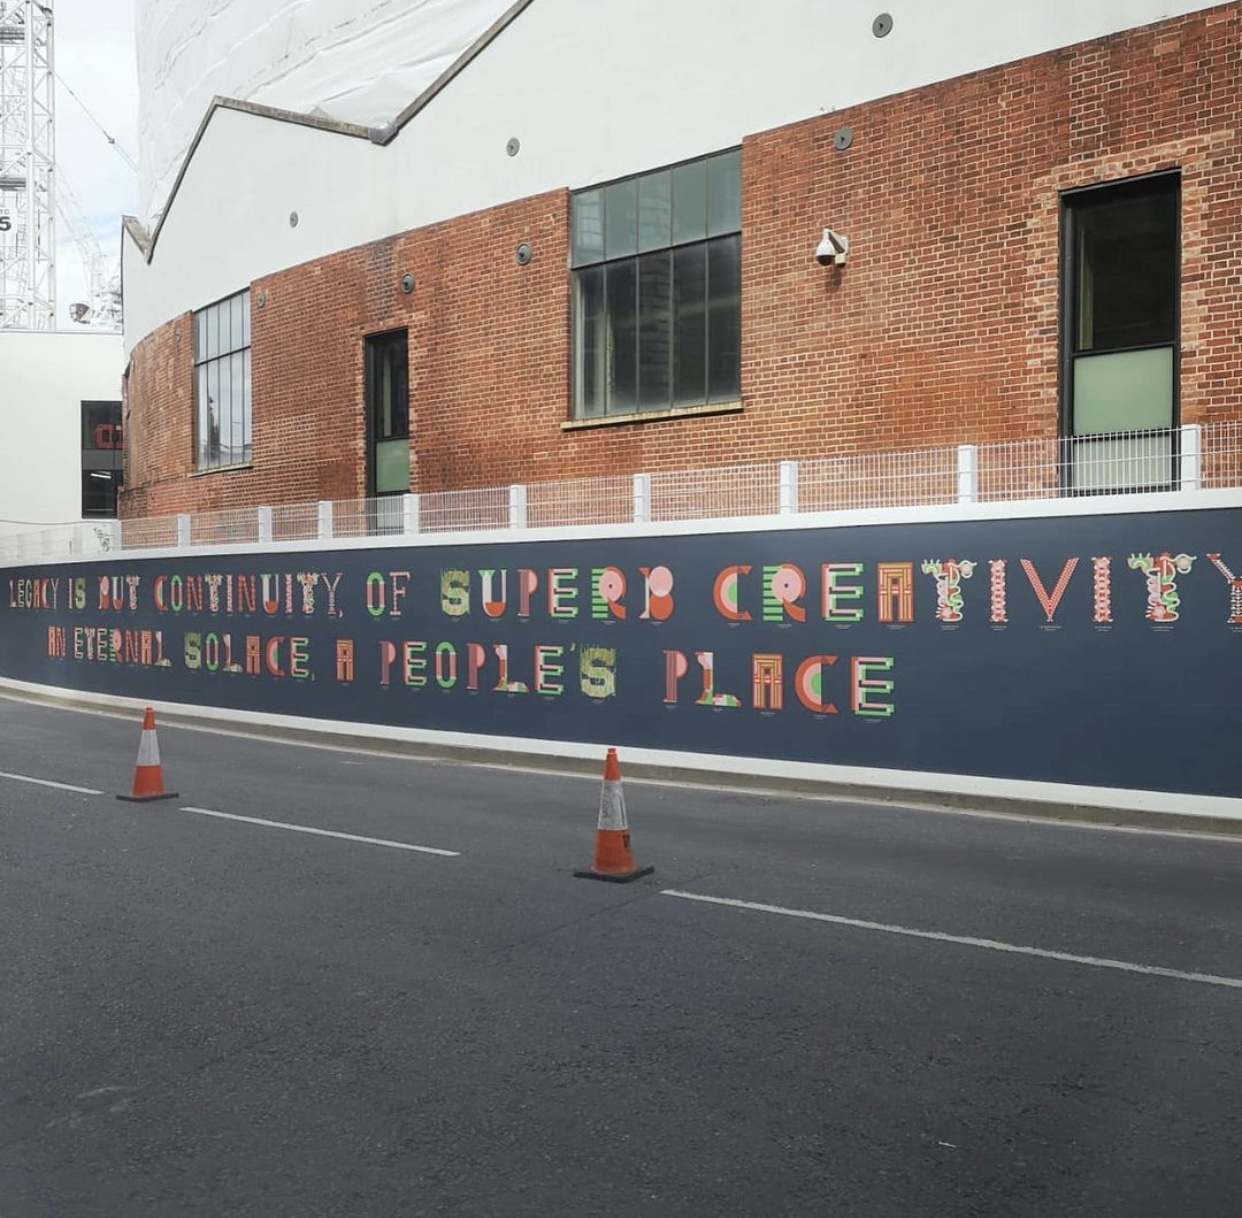 LEGACY IS BUT CONTINUITY, OF SUPERB CREATIVITY
AN ETERNAL SOLACE, A PEOPLE'S PLACE